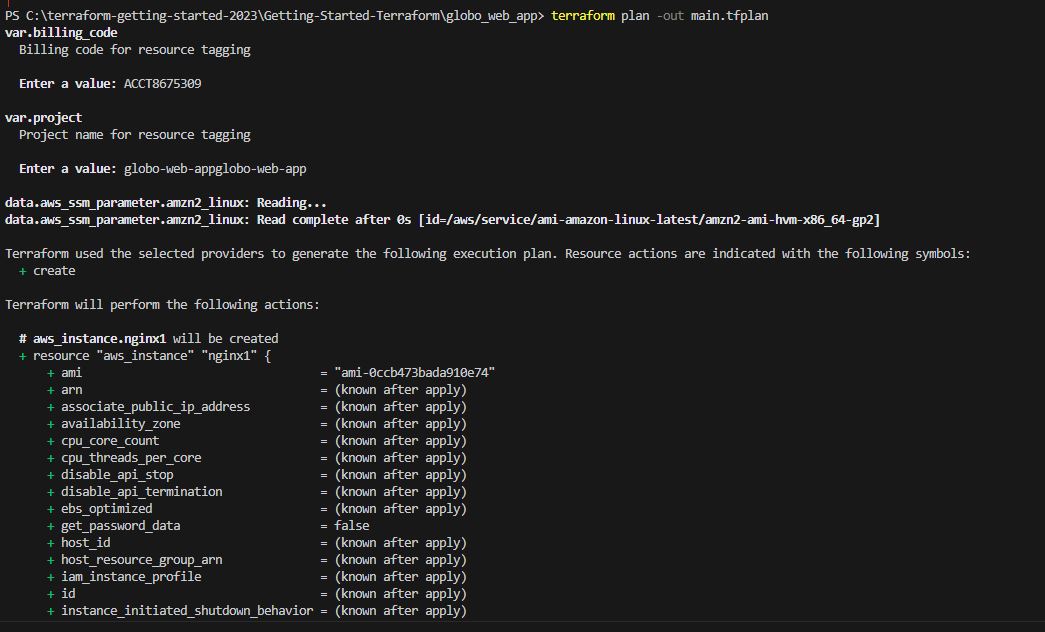 PS C:\terraform-getting-started-2023\Getting-Started-Terraform\globo_web_app> terraform plan -out main.tfplan
var.billing_code
  Billing code for resource tagging

  Enter a value: ACCT8675309

var.project
  Project name for resource tagging

  Enter a value: globo-web-appglobo-web-app

data.aws_ssm_parameter.amzn2_linux: Reading...
data.aws_ssm_parameter.amzn2_linux: Read complete after 0s [id=/aws/service/ami-amazon-linux-latest/amzn2-ami-hvm-x86_64-gp2]

Terraform used the selected providers to generate the following execution plan. Resource actions are indicated with the following symbols:
  + create

Terraform will perform the following actions:

  # aws_instance.nginx1 will be created
  + resource "aws_instance" "nginx1" {
      + ami                                  = "ami-0ccb473bada910e74"
      + arn                                  = (known after apply)
      + associate_public_ip_address          = (known after apply)
      + availability_zone                    = (known after apply)
      + cpu_core_count                       = (known after apply)
      + cpu_threads_per_core                 = (known after apply)
      + disable_api_stop                     = (known after apply)
      + disable_api_termination              = (known after apply)
      + ebs_optimized                        = (known after apply)
      + get_password_data                    = false
      + host_id                              = (known after apply)
      + host_resource_group_arn              = (known after apply)
      + iam_instance_profile                 = (known after apply)
      + id                                   = (known after apply)
      + instance_initiated_shutdown_behavior = (known after apply)